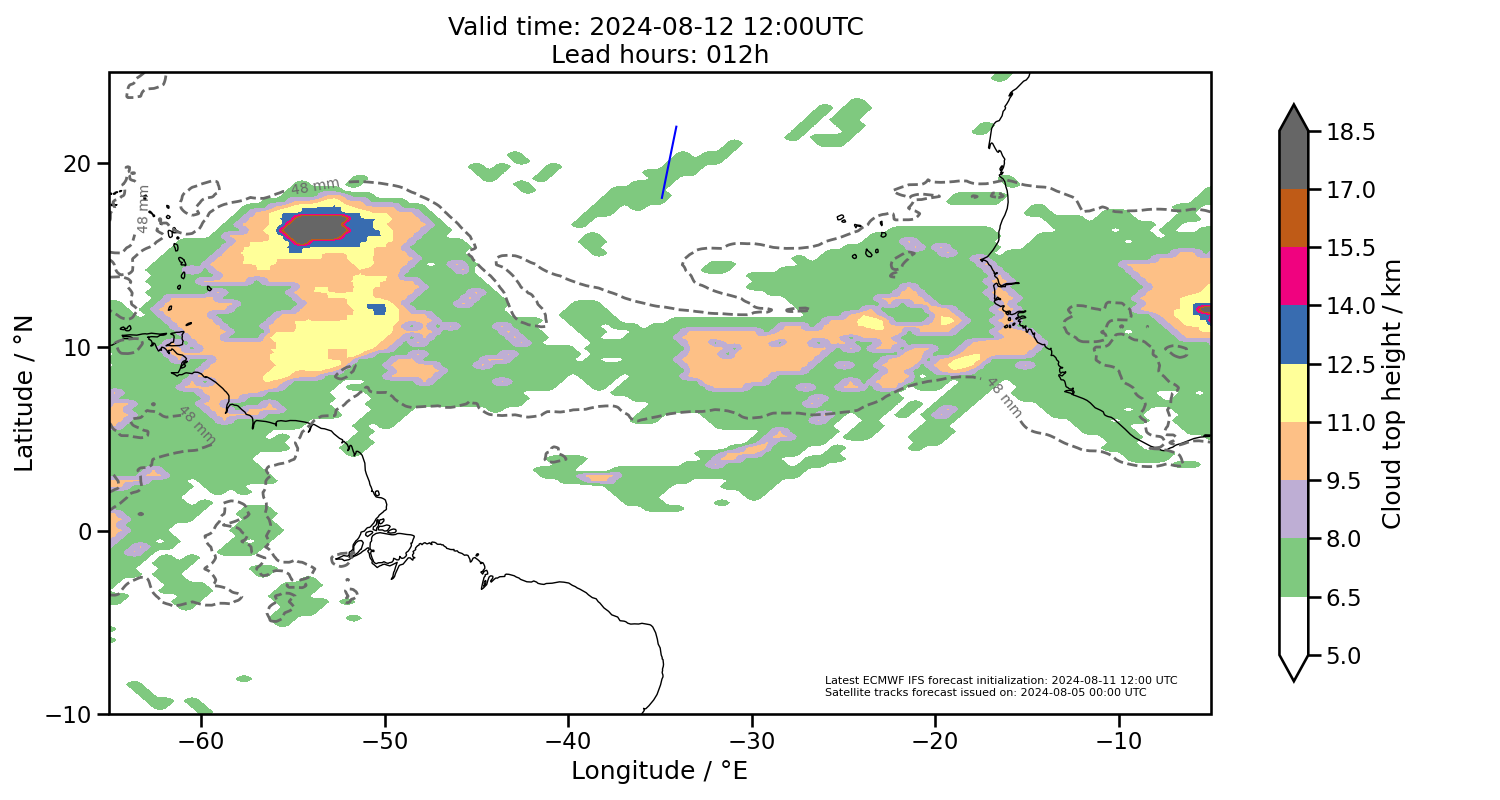 Valid time: 2024-08-12 12:00UTC
Lead hours: 012h
48 mm
48 mm
48 mm
48 mm
20
10
0
−10
−60
−50
−40
−30
−20
−10
Latitude / °N
Longitude / °E
Latest ECMWF IFS forecast initialization: 2024-08-11 12:00 UTC
Satellite tracks forecast issued on: 2024-08-05 00:00 UTC
18.5
17.0
15.5
14.0
12.5
11.0
9.5
8.0
6.5
5.0
Cloud top height / km